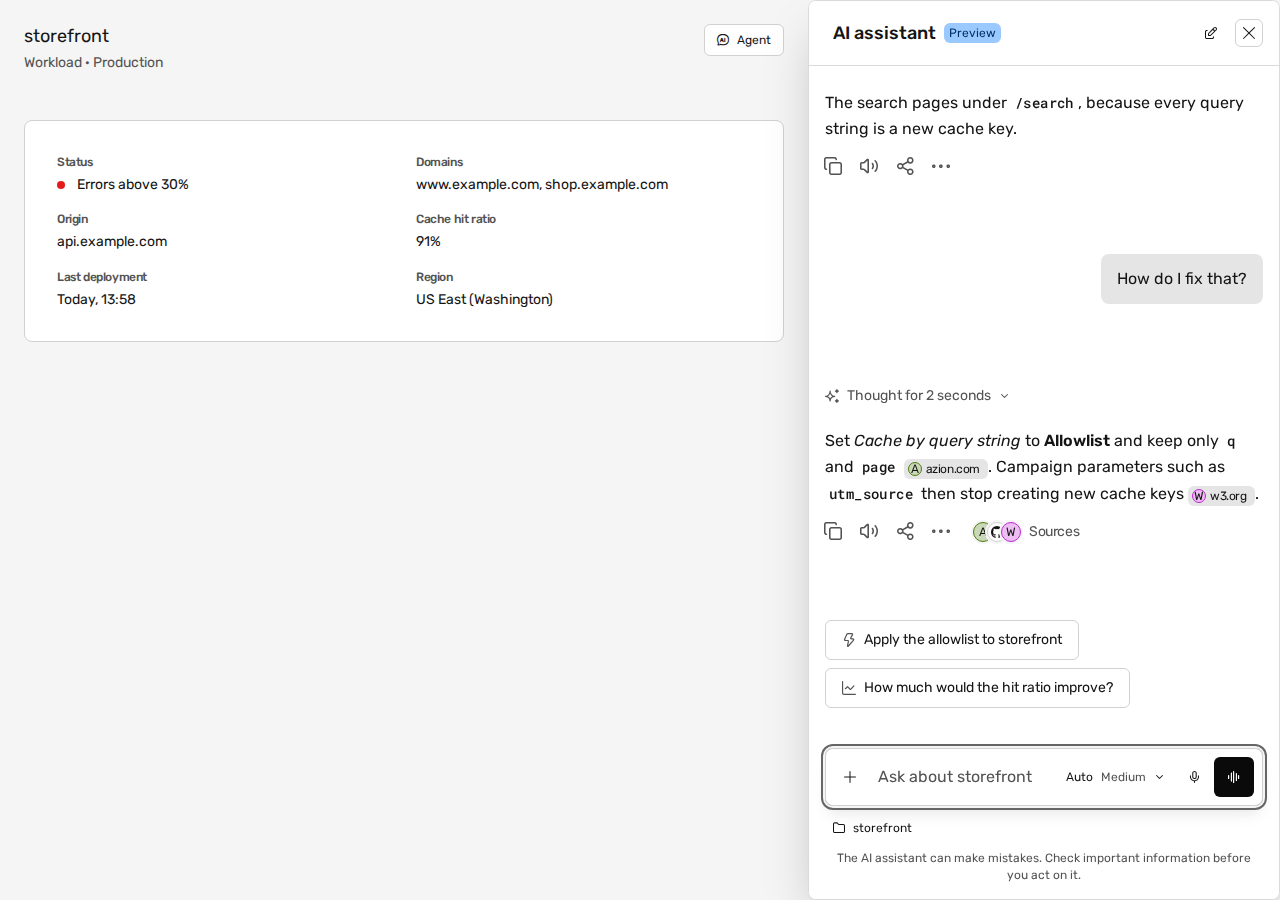 storefront
Workload • Production
Agent
Status
Errors above 30%
Domains
www.example.com, shop.example.com
Origin
api.example.com
Cache hit ratio
91%
Last deployment
Today, 13:58
Region
US East (Washington)
AI assistant Preview
The search pages under /search, because every query
string is a new cache key.
How do I fix that?
Thought for 2 seconds
Set Cache by query string to Allowlist and keep only q
and page A azion.com. Campaign parameters such as
utm_source then stop creating new cache keys W w3.org.
A W Sources
Apply the allowlist to storefront
How much would the hit ratio improve?
Ask about storefront Auto Medium
storefront
The AI assistant can make mistakes. Check important information before
you act on it.